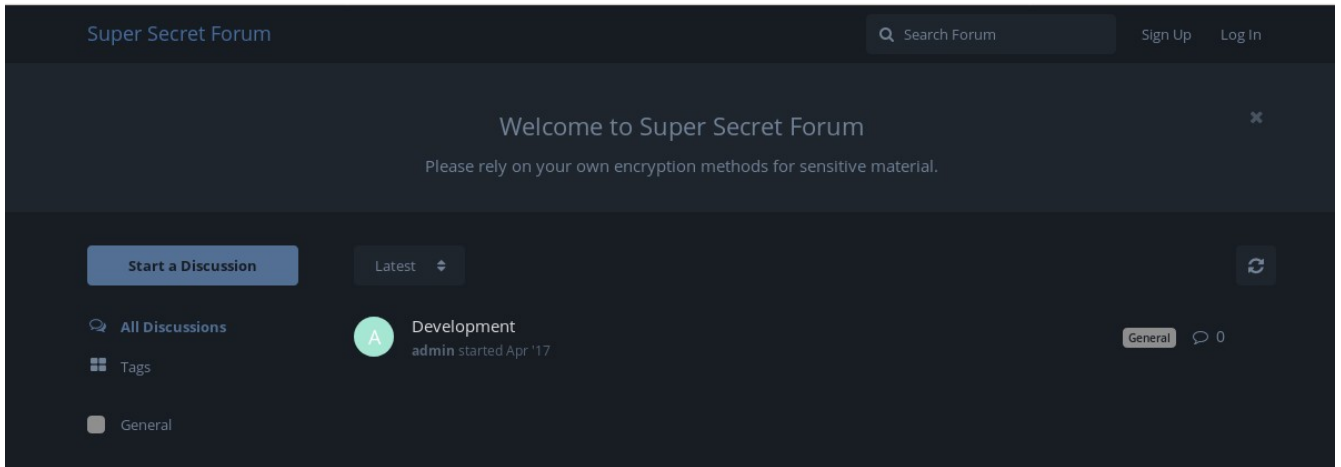 Super Secret Forum
Search Forum
Sign Up
Log In
Welcome to Super Secret Forum
Please rely on your own encryption methods for sensitive material.
Start a Discussion
Latest
All Discussions
Tags
General
A
Development
admin started Apr '17
General
0